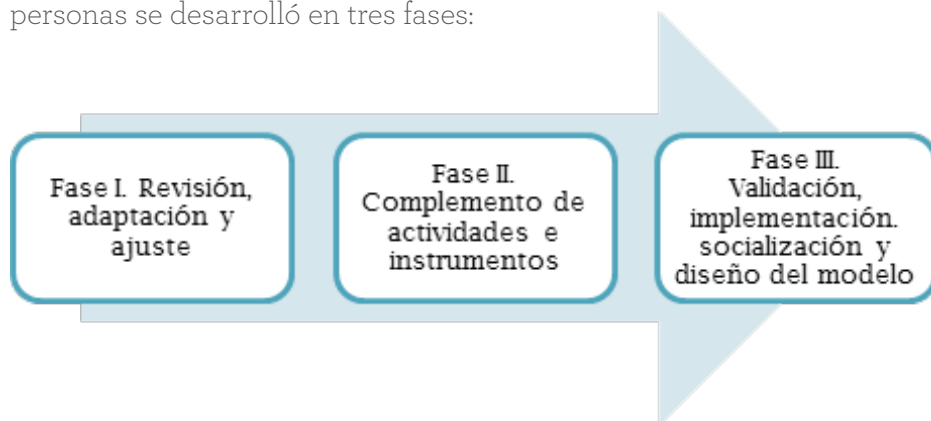 personas se desarrolló en tres fases:
Fase I. Revisión,
adaptación y
ajuste
Fase II.
Complemento de
actividades e
instrumentos
Fase III.
Validación,
implementación.
socialización y
diseño del modelo